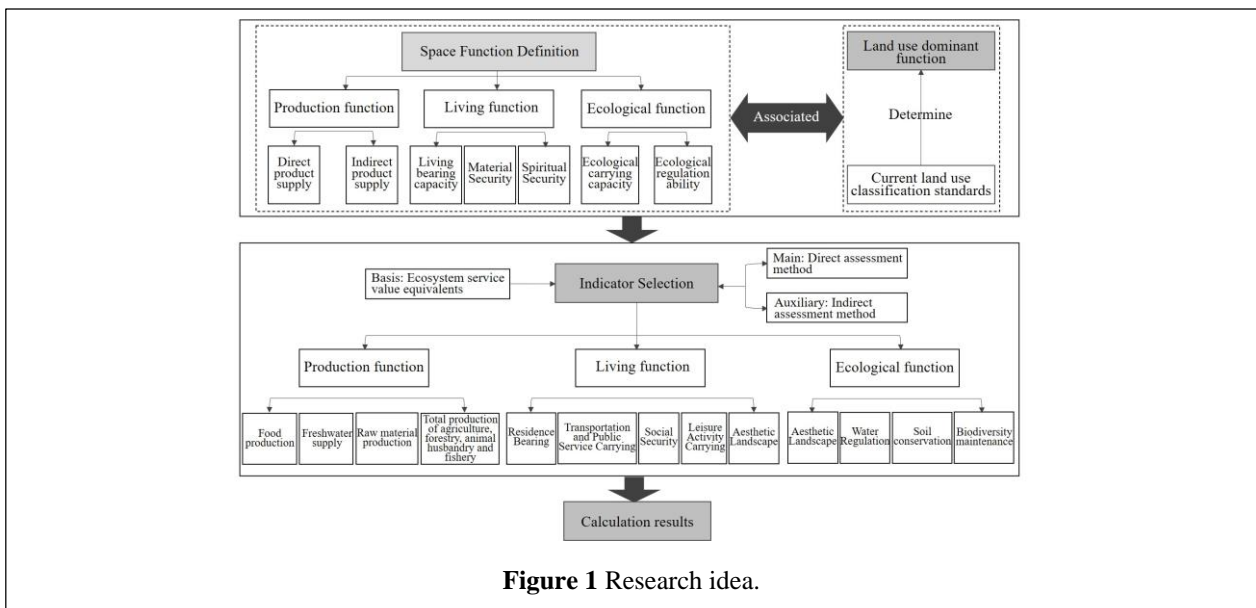 Space Function Definition
Land use dominant
function
Production function
Living function
Ecological function
Associated
Determine
Direct
product
supply
Indirect
product
supply
Living
bearing
capacity
Material
Security
Spiritual
Security
Ecological
carrying
capacity
Ecological
regulation
ability
Current land use
classification standards
Basis: Ecosystem service
value equivalents
Indicator Selection
Main: Direct assessment
method
Auxiliary: Indirect
assessment method
Production function
Living function
Ecological function
Food
production
Freshwater
supply
Raw material
production
Total production
of agriculture,
forestry, animal
husbandry and
fishery
Residence
Bearing
Transportation
and Public
Service Carrying
Social
Security
Leisure
Activity
Carrying
Aesthetic
Landscape
Aesthetic
Landscape
Water
Regulation
Soil
conservation
Biodiversity
maintenance
Calculation results
Figure 1 Research idea.